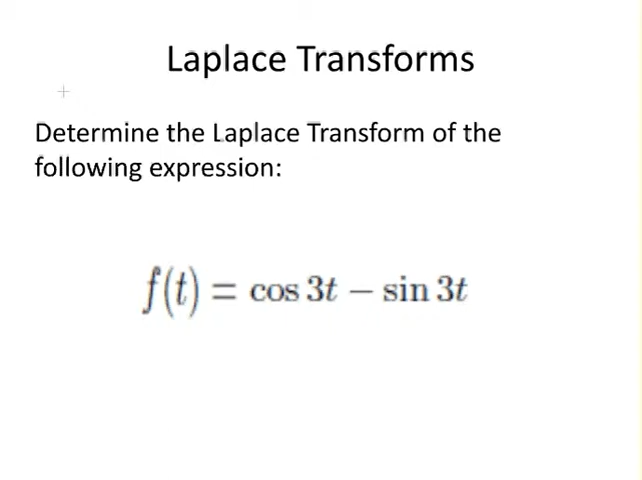 Laplace Transforms
Determine the Laplace Transform of the
following expression:
f(t) = cos 3t − sin 3t